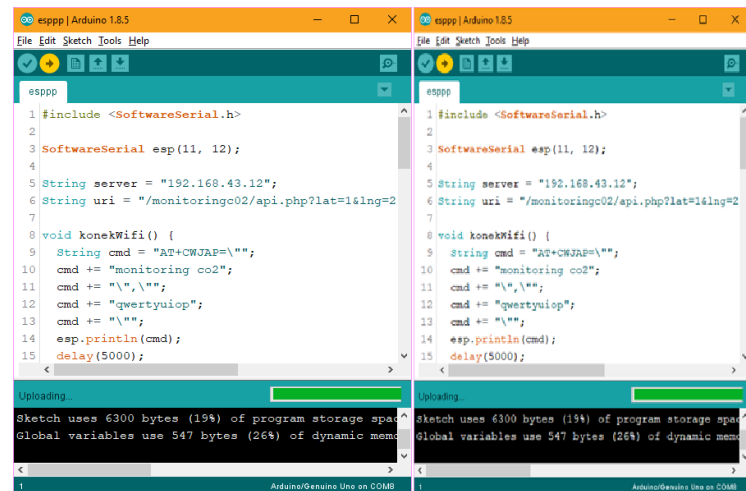 esppp | Arduino 1.8.5
File Edit Sketch Tools Help
esppp
1 #include <SoftwareSerial.h>
2
3 SoftwareSerial esp(11, 12);
4
5 String server = "192.168.43.12";
6 String uri = "/monitoringc02/api.php?lat=1&lng=2
7
8 void konekWifi() {
9 String cmd = "AT+CWJAP=\"";
10 cmd += "monitoring co2";
11 cmd += "\",\"";
12 cmd += "qwertyuiop";
13 cmd += "\"";
14 esp.println(cmd);
15 delay(5000);
Uploading...
Sketch uses 6300 bytes (19%) of program storage spac
Global variables use 547 bytes (26%) of dynamic memo
1 Arduino/Genuino Uno on COM8
esppp | Arduino 1.8.5
File Edit Sketch Tools Help
esppp
1 #include <SoftwareSerial.h>
2
3 SoftwareSerial esp(11, 12);
4
5 String server = "192.168.43.12";
6 String uri = "/monitoringc02/api.php?lat=1&lng=2
7
8 void konekWifi() {
9 String cmd = "AT+CWJAP=\"";
10 cmd += "monitoring co2";
11 cmd += "\",\"";
12 cmd += "qwertyuiop";
13 cmd += "\"";
14 esp.println(cmd);
15 delay(5000);
Uploading...
Sketch uses 6300 bytes (19%) of program storage spac
Global variables use 547 bytes (26%) of dynamic memo
1 Arduino/Genuino Uno on COM8